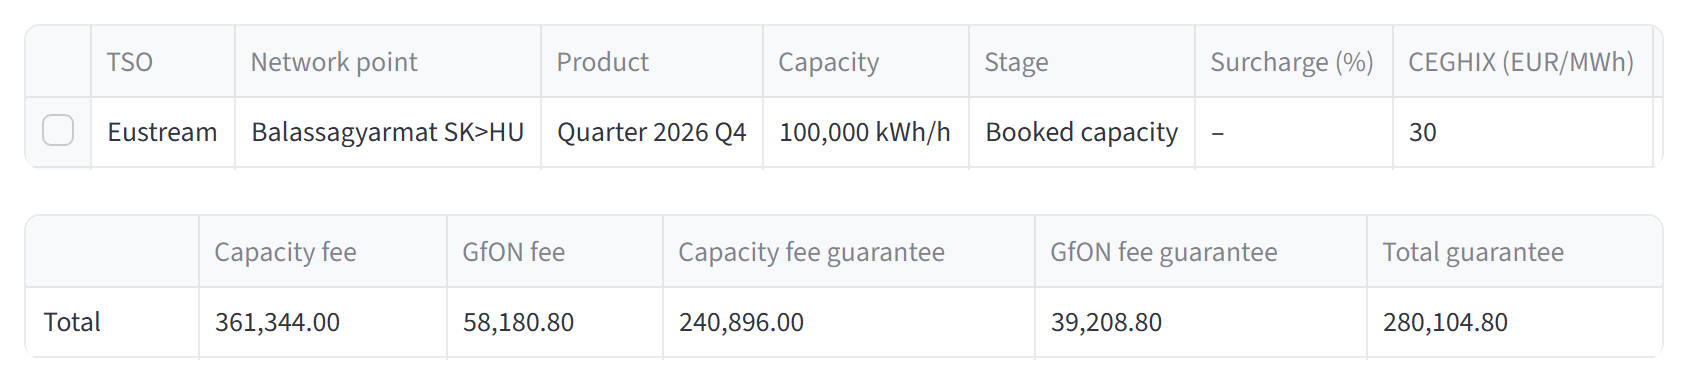 TSO Network point Product Capacity Stage Surcharge (%) CEGHIX (EUR/MWh)
Eustream Balassagyarmat SK>HU Quarter 2026 Q4 100,000 kWh/h Booked capacity – 30
Capacity fee GfON fee Capacity fee guarantee GfON fee guarantee Total guarantee
Total 361,344.00 58,180.80 240,896.00 39,208.80 280,104.80